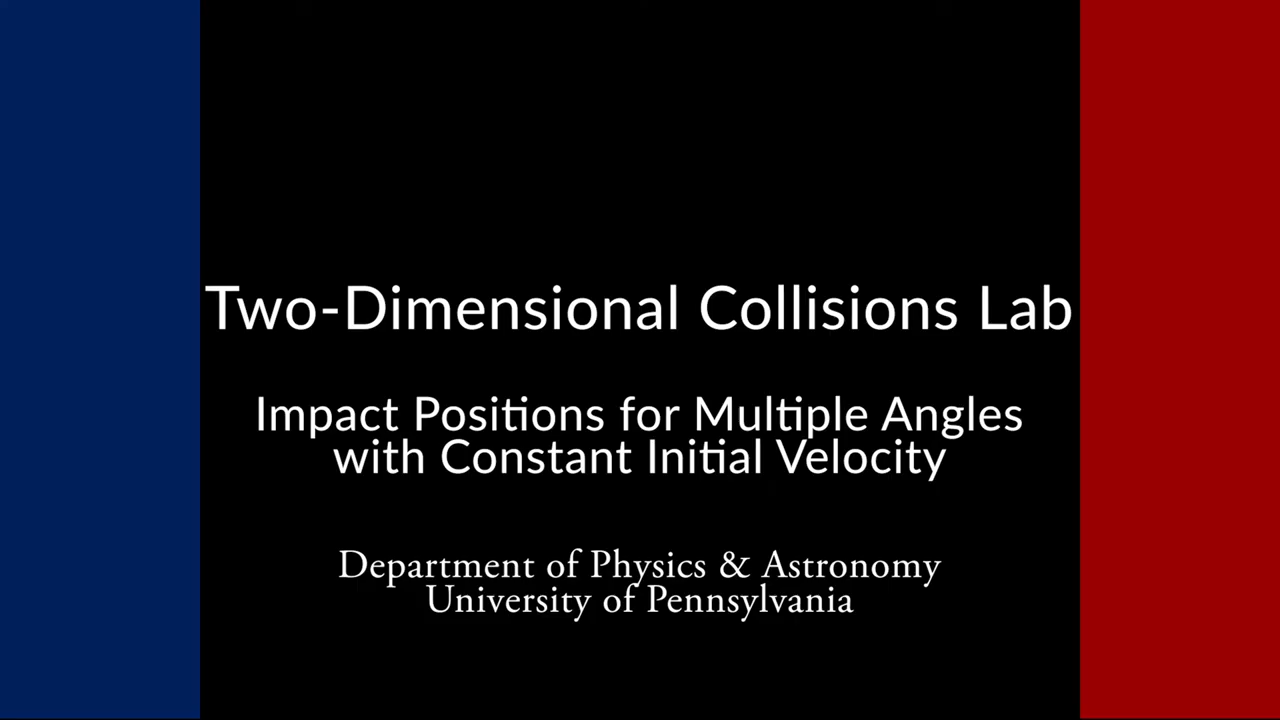 Two-Dimensional Collisions Lab
Impact Positions for Multiple Angles
with Constant Initial Velocity
Department of Physics & Astronomy
University of Pennsylvania